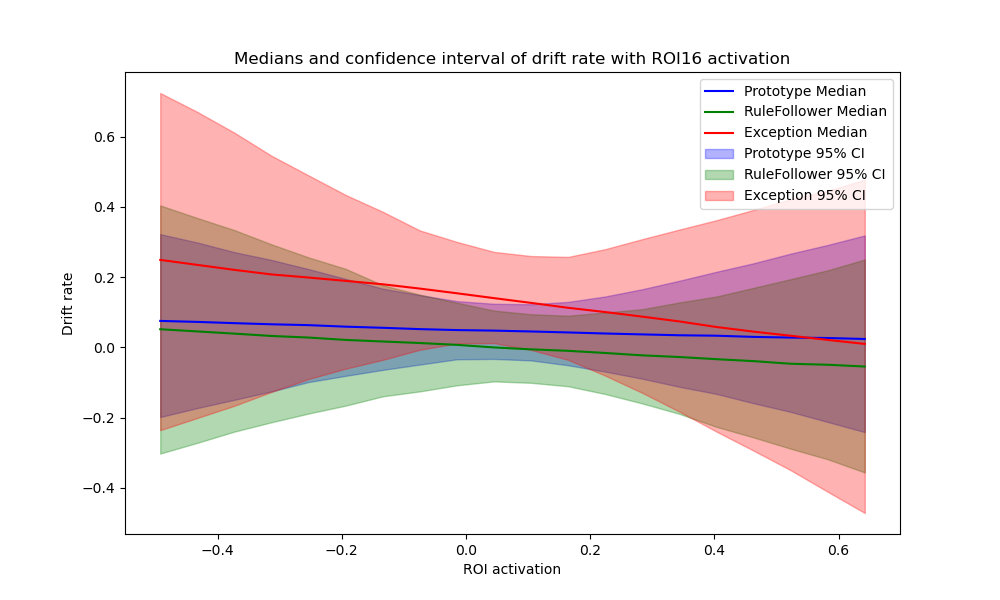 Medians and confidence interval of drift rate with ROI16 activation
Prototype Median
RuleFollower Median
Exception Median
Prototype 95% CI
RuleFollower 95% CI
Exception 95% CI
Drift rate
0.6
0.4
0.2
0.0
−0.2
−0.4
−0.4
−0.2
0.0
0.2
0.4
0.6
ROI activation